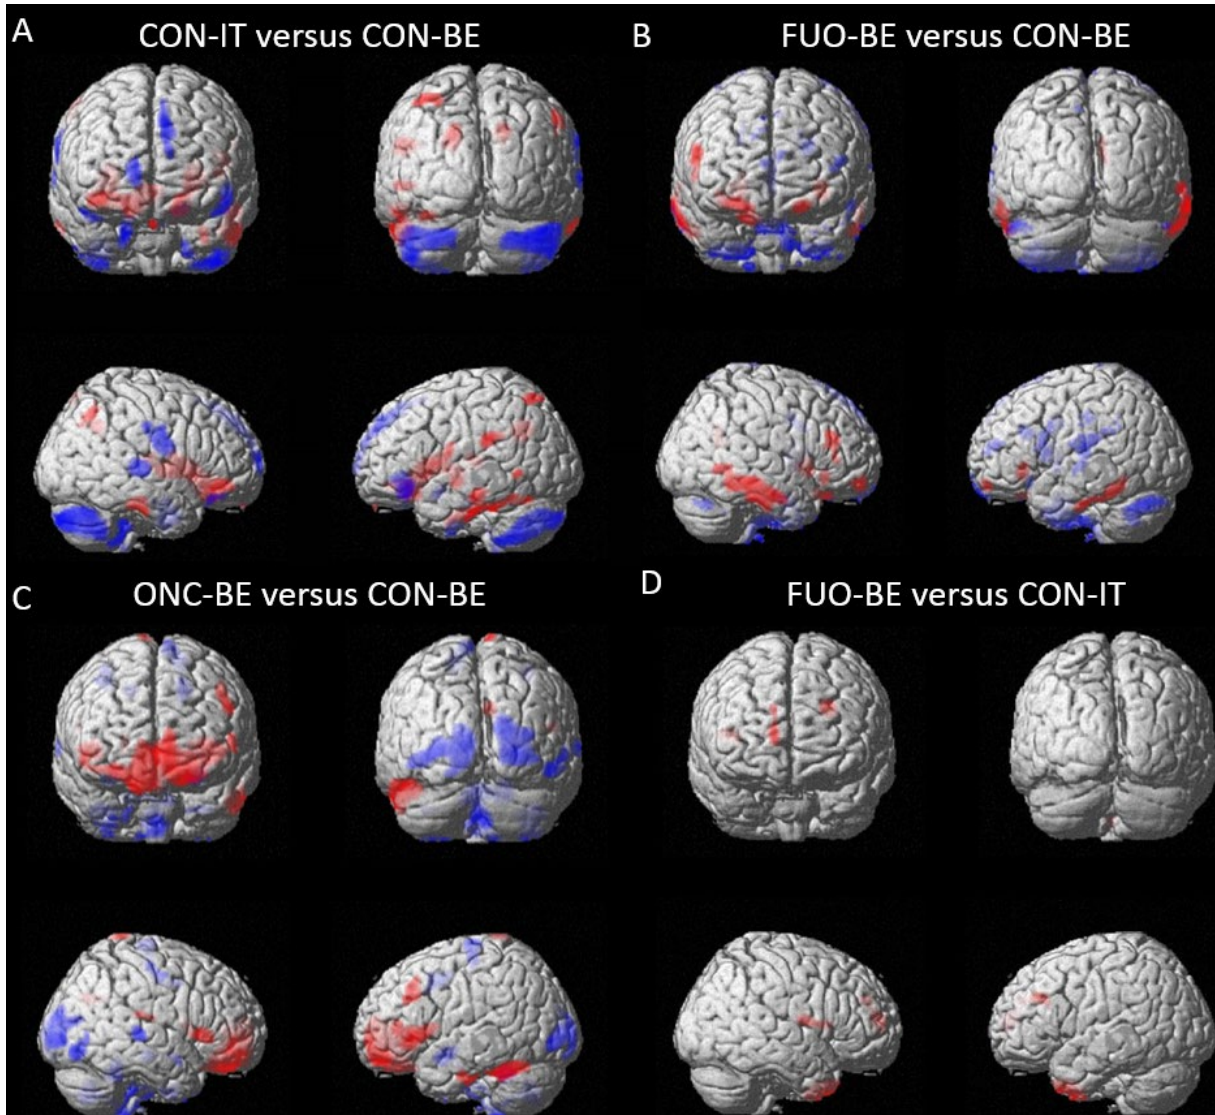 A
CON-IT versus CON-BE
B
FUO-BE versus CON-BE
C
ONC-BE versus CON-BE
D
FUO-BE versus CON-IT